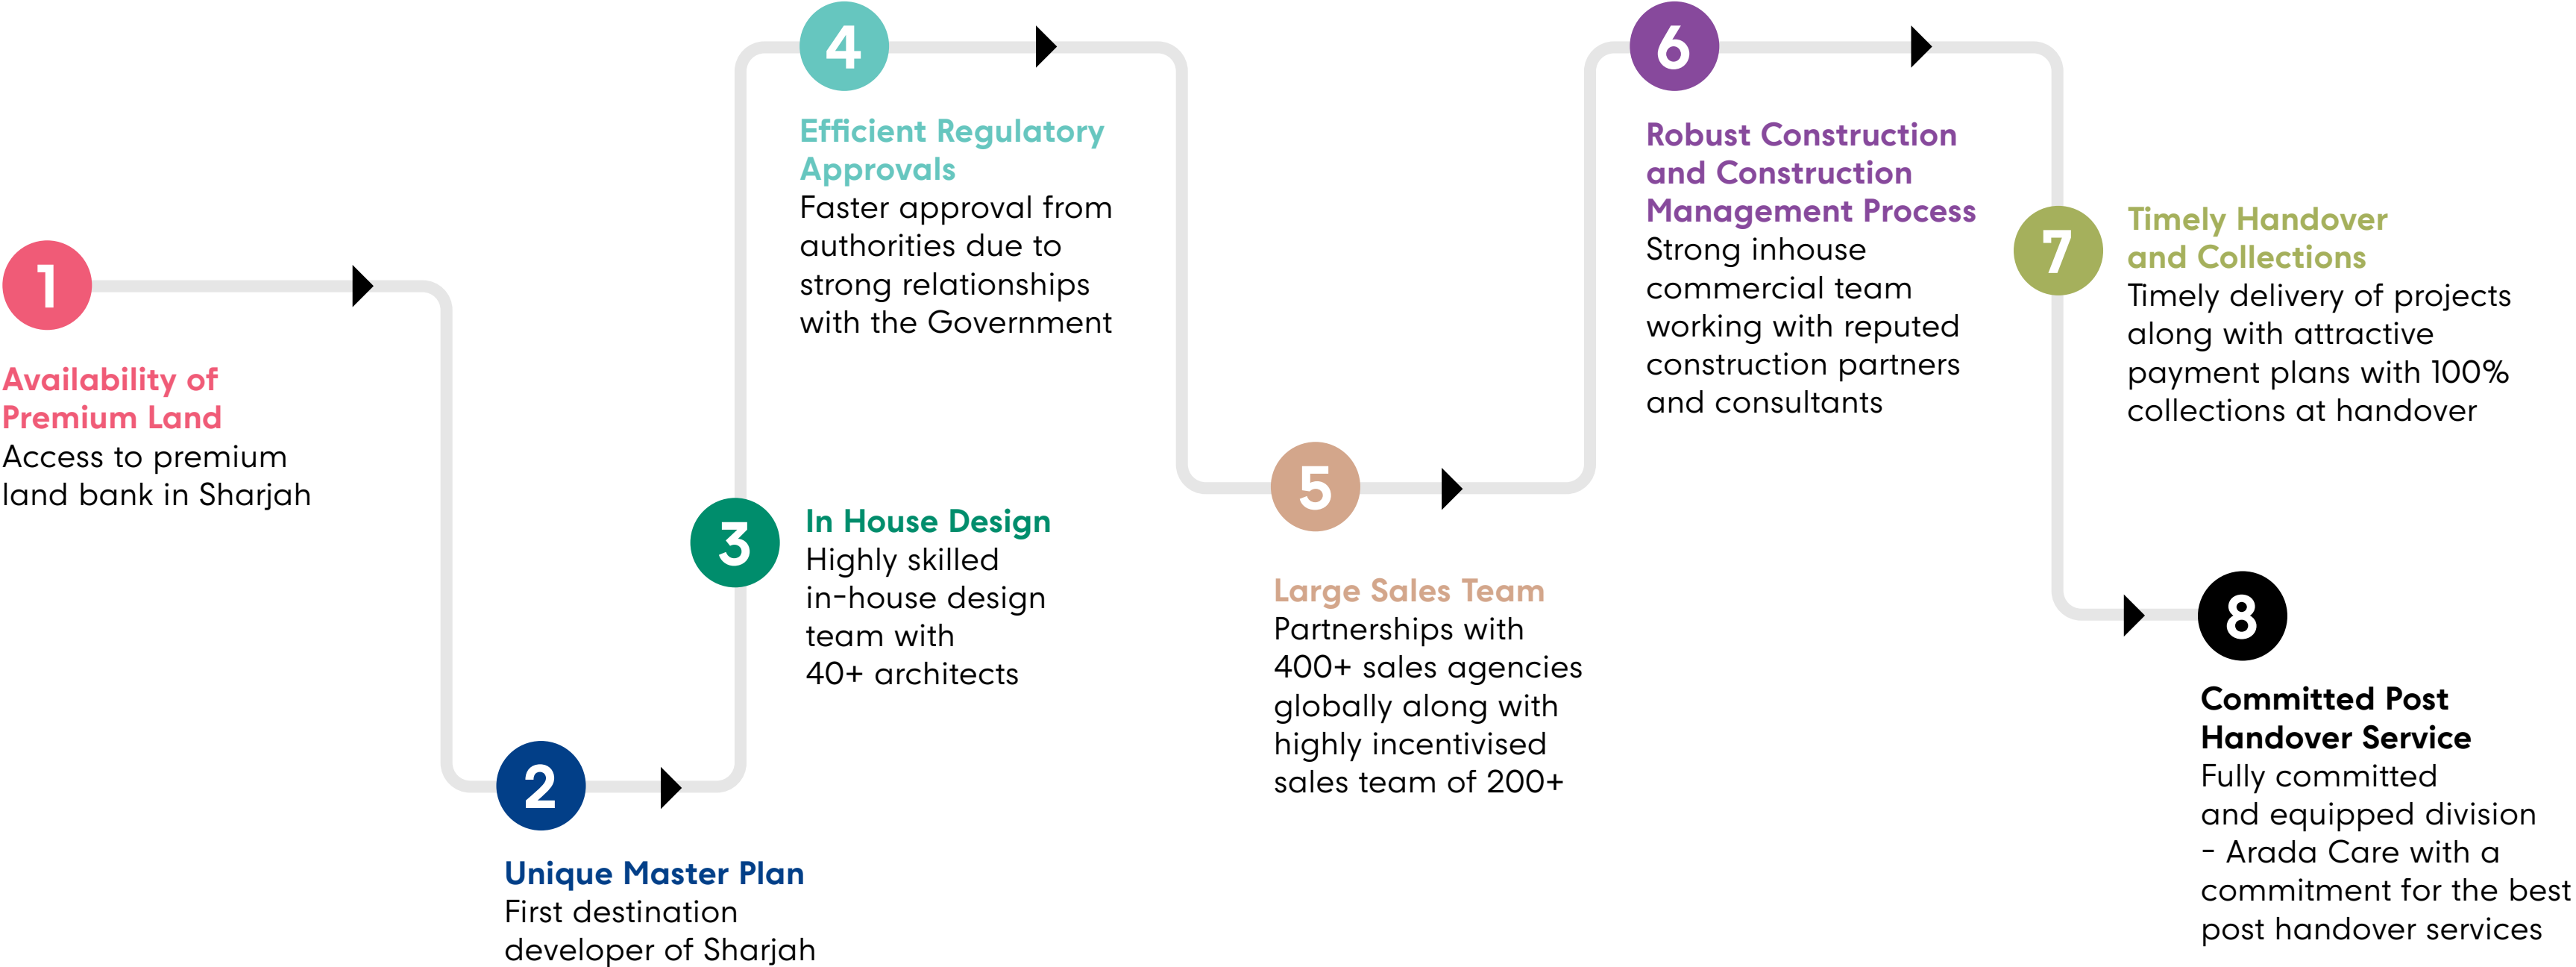 1
Availability of
Premium Land
Access to premium
land bank in Sharjah
2
Unique Master Plan
First destination
developer of Sharjah
3
In House Design
Highly skilled
in-house design
team with
40+ architects
4
Efficient Regulatory
Approvals
Faster approval from
authorities due to
strong relationships
with the Government
5
Large Sales Team
Partnerships with
400+ sales agencies
globally along with
highly incentivised
sales team of 200+
6
Robust Construction
and Construction
Management Process
Strong inhouse
commercial team
working with reputed
construction partners
and consultants
7
Timely Handover
and Collections
Timely delivery of projects
along with attractive
payment plans with 100%
collections at handover
8
Committed Post
Handover Service
Fully committed
and equipped division
- Arada Care with a
commitment for the best
post handover services